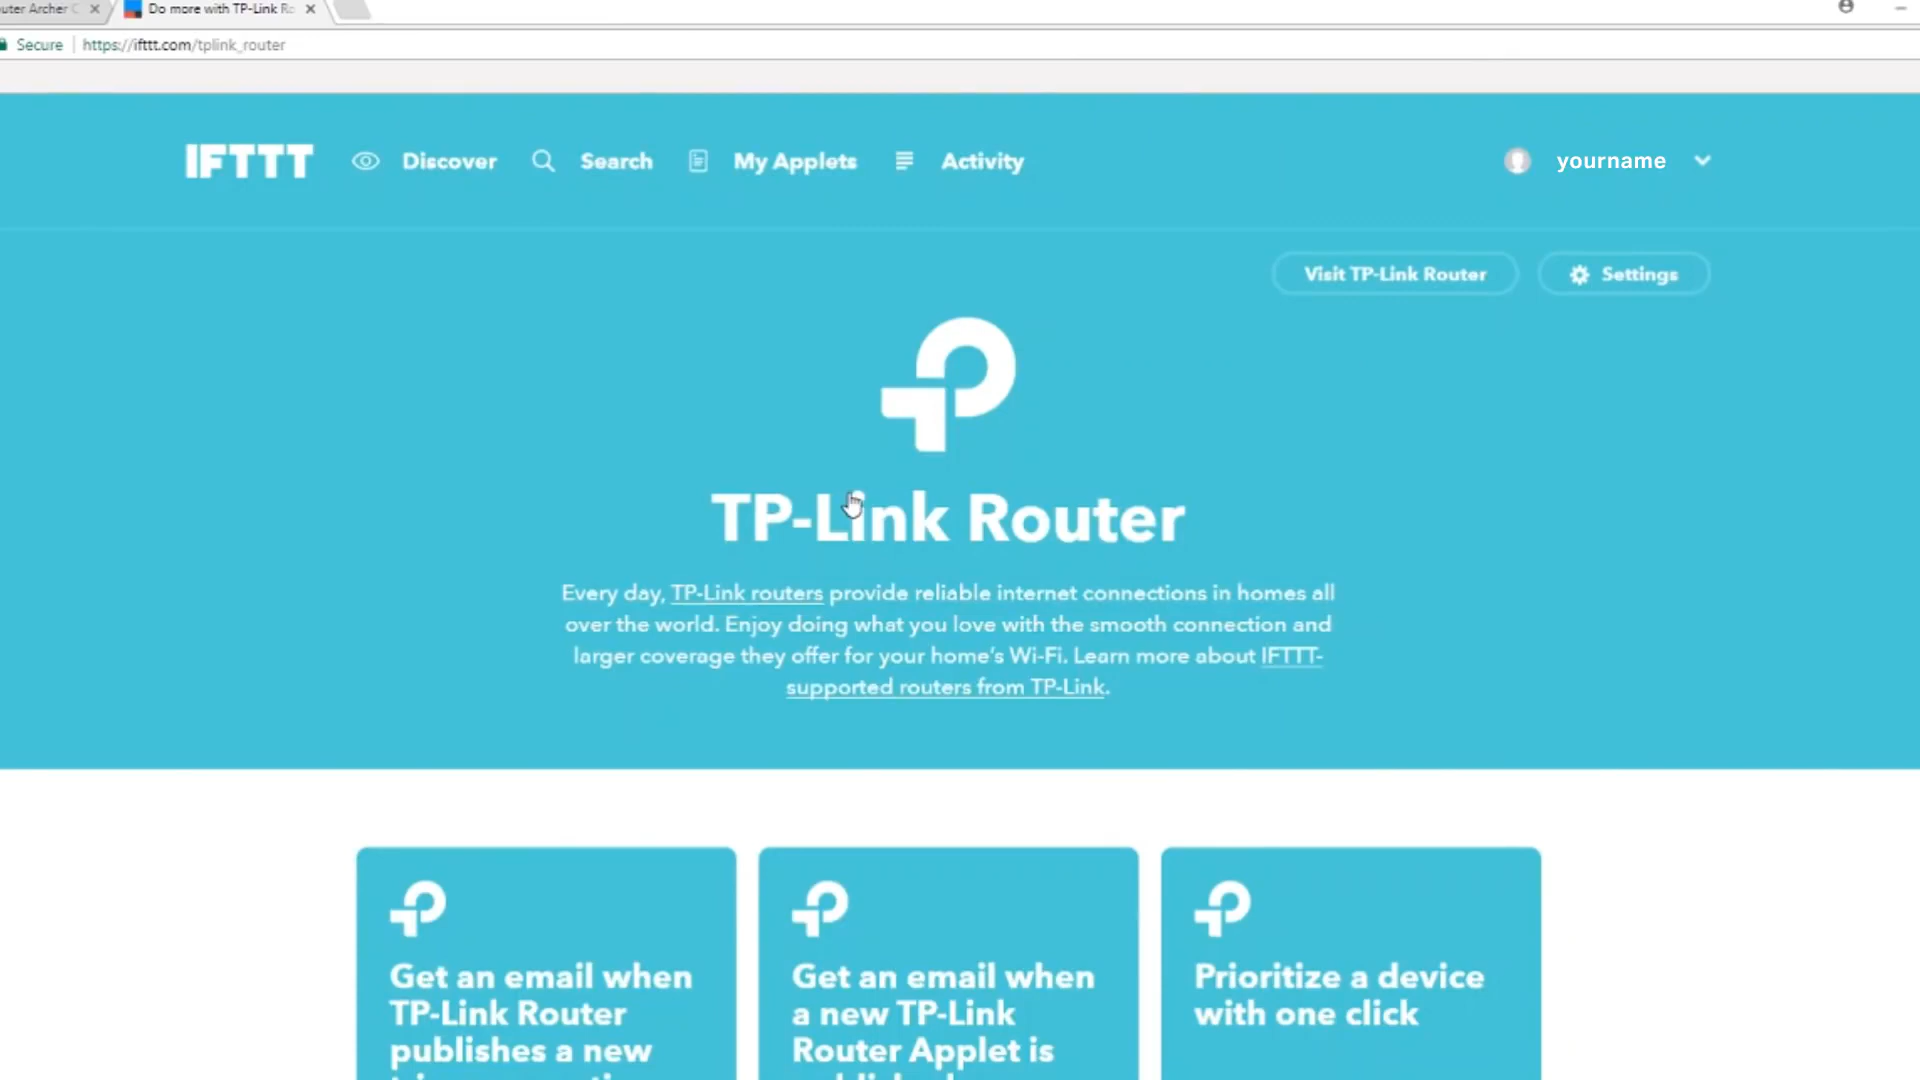 uter Archer C
Do more with TP-Link Ro
Secure https://ifttt.com/tplink_router
IFTTT Discover Search My Applets Activity yourname
Visit TP-Link Router Settings
TP-Link Router
Every day, TP-Link routers provide reliable internet connections in homes all
over the world. Enjoy doing what you love with the smooth connection and
larger coverage they offer for your home's Wi-Fi. Learn more about IFTTT-
supported routers from TP-Link.
Get an email when
TP-Link Router
publishes a new
Get an email when
a new TP-Link
Router Applet is
Prioritize a device
with one click